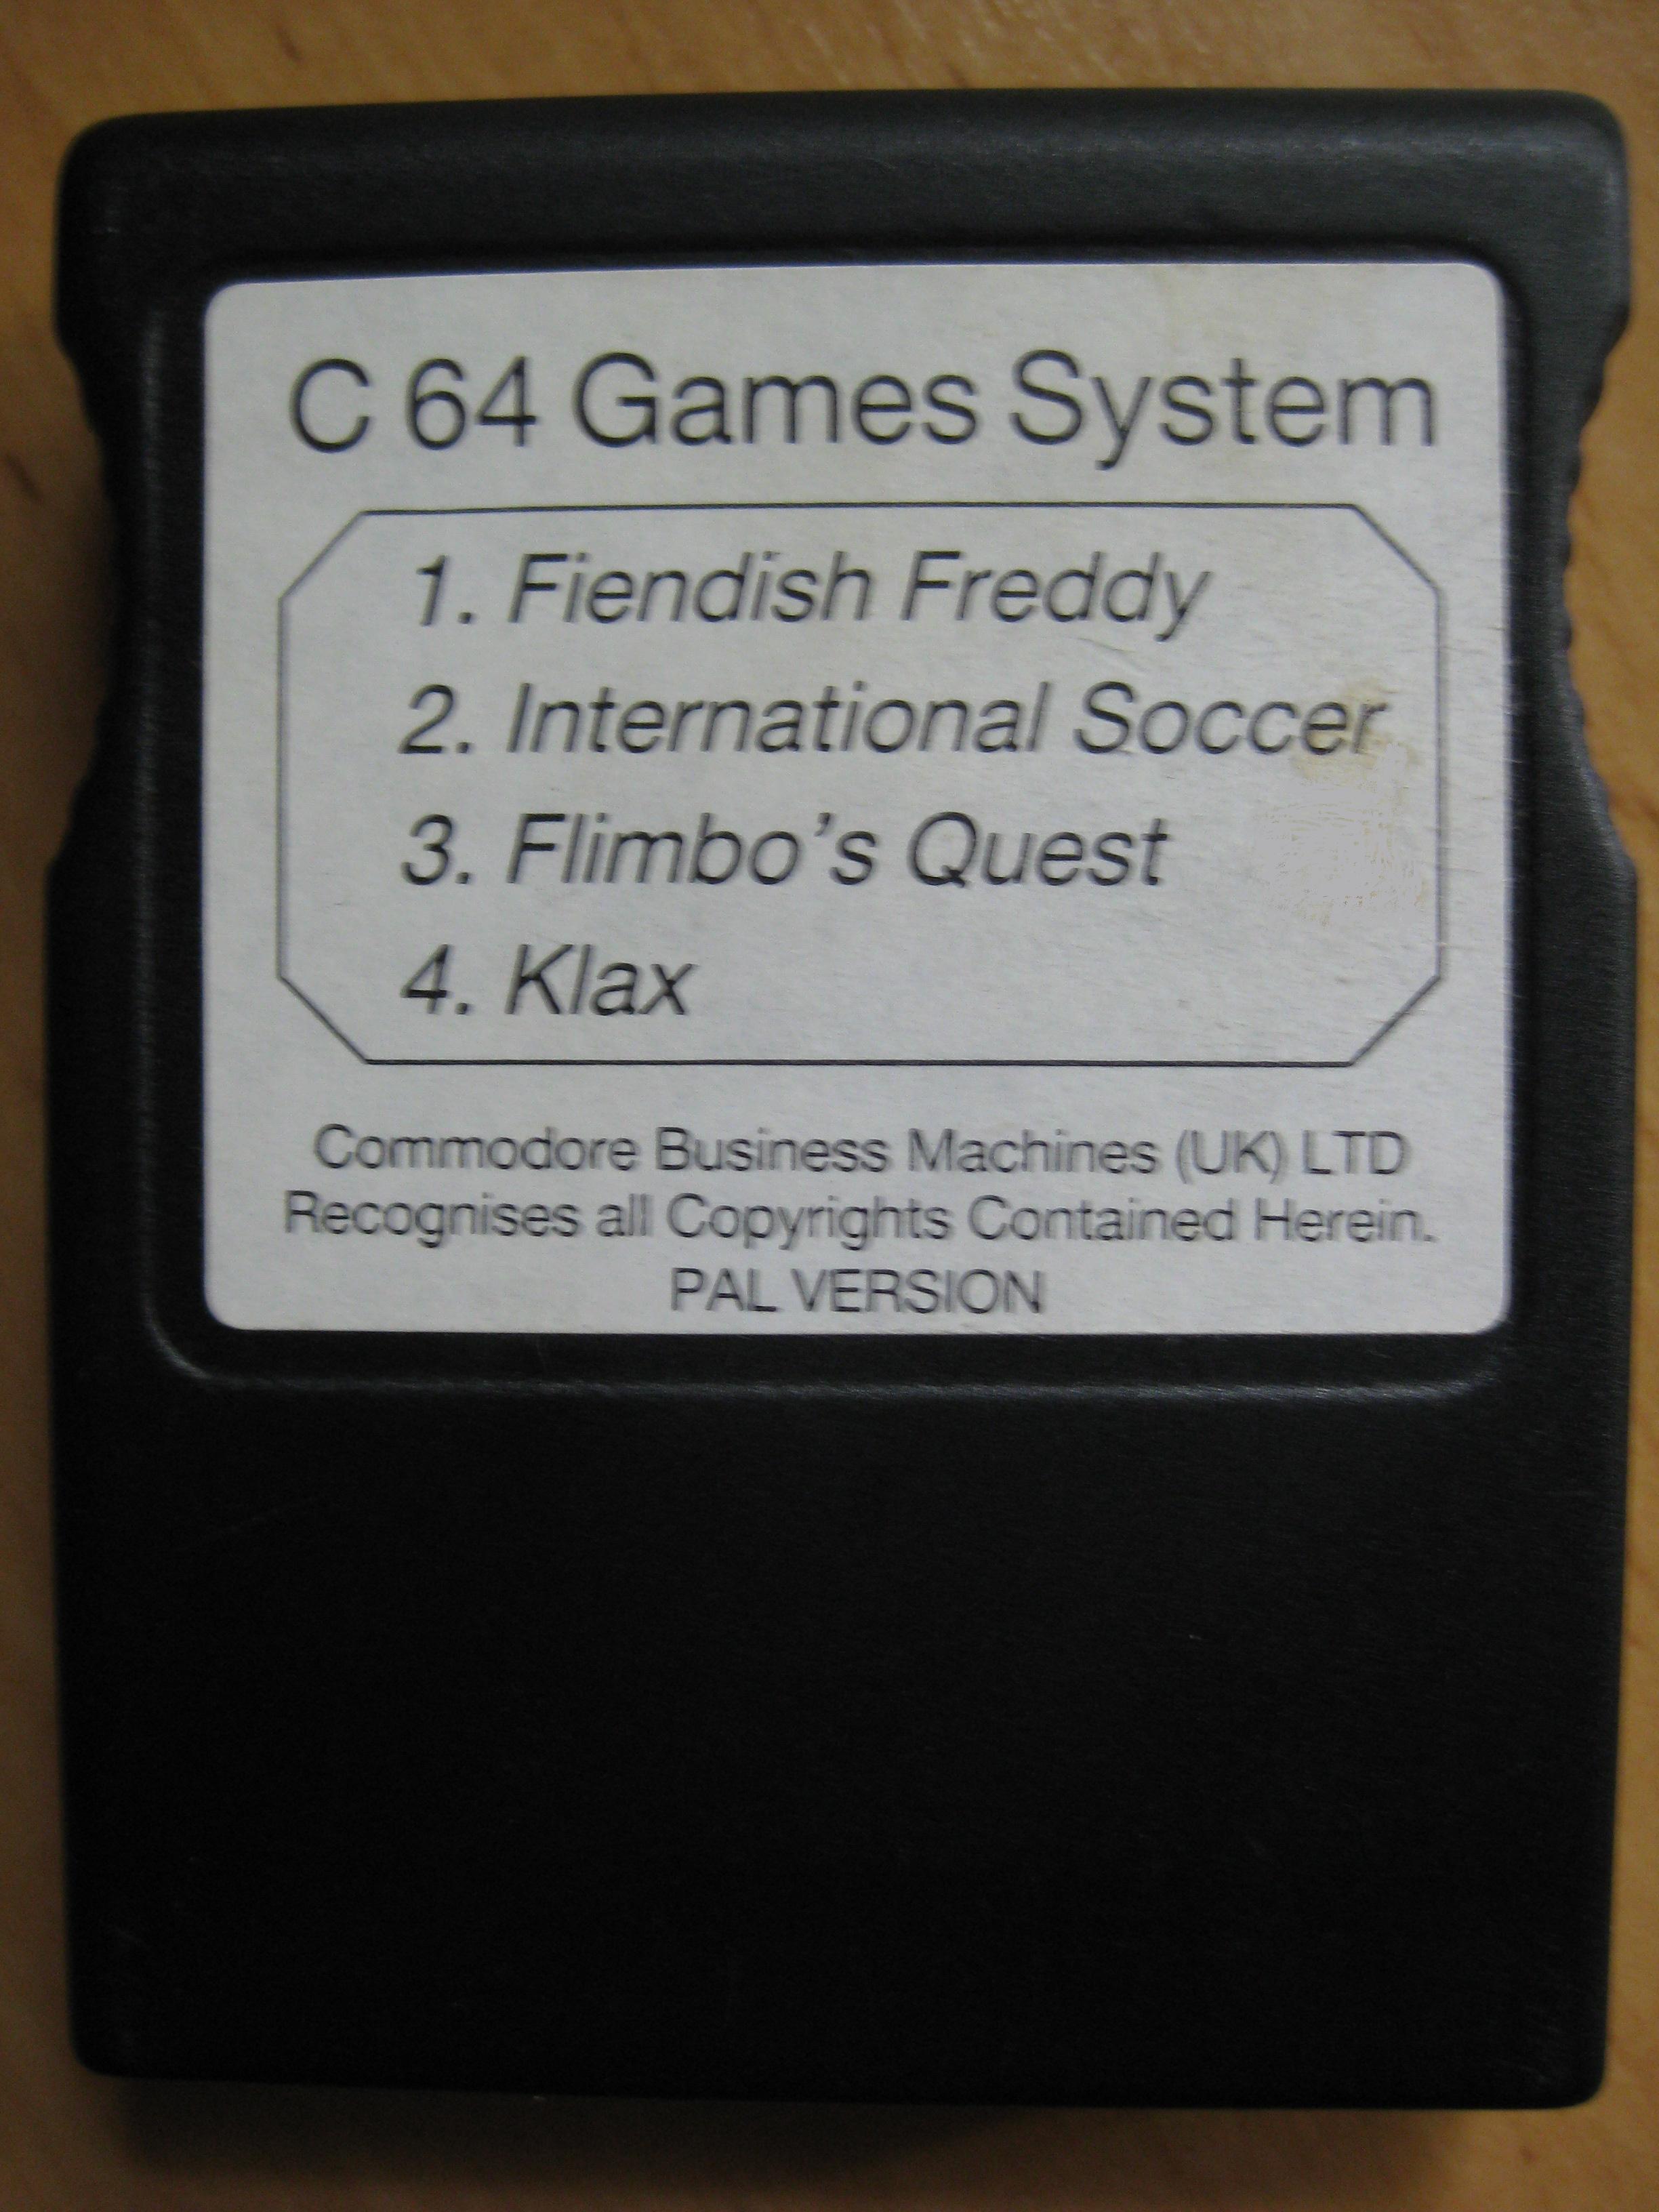 C 64 Games System
1. Fiendish Freddy
2. International Soccer
3. Flimbo's Quest
4. Klax
Commodore Business Machines (UK) LTD
Recognises all Copyrights Contained Herein.
PAL VERSION